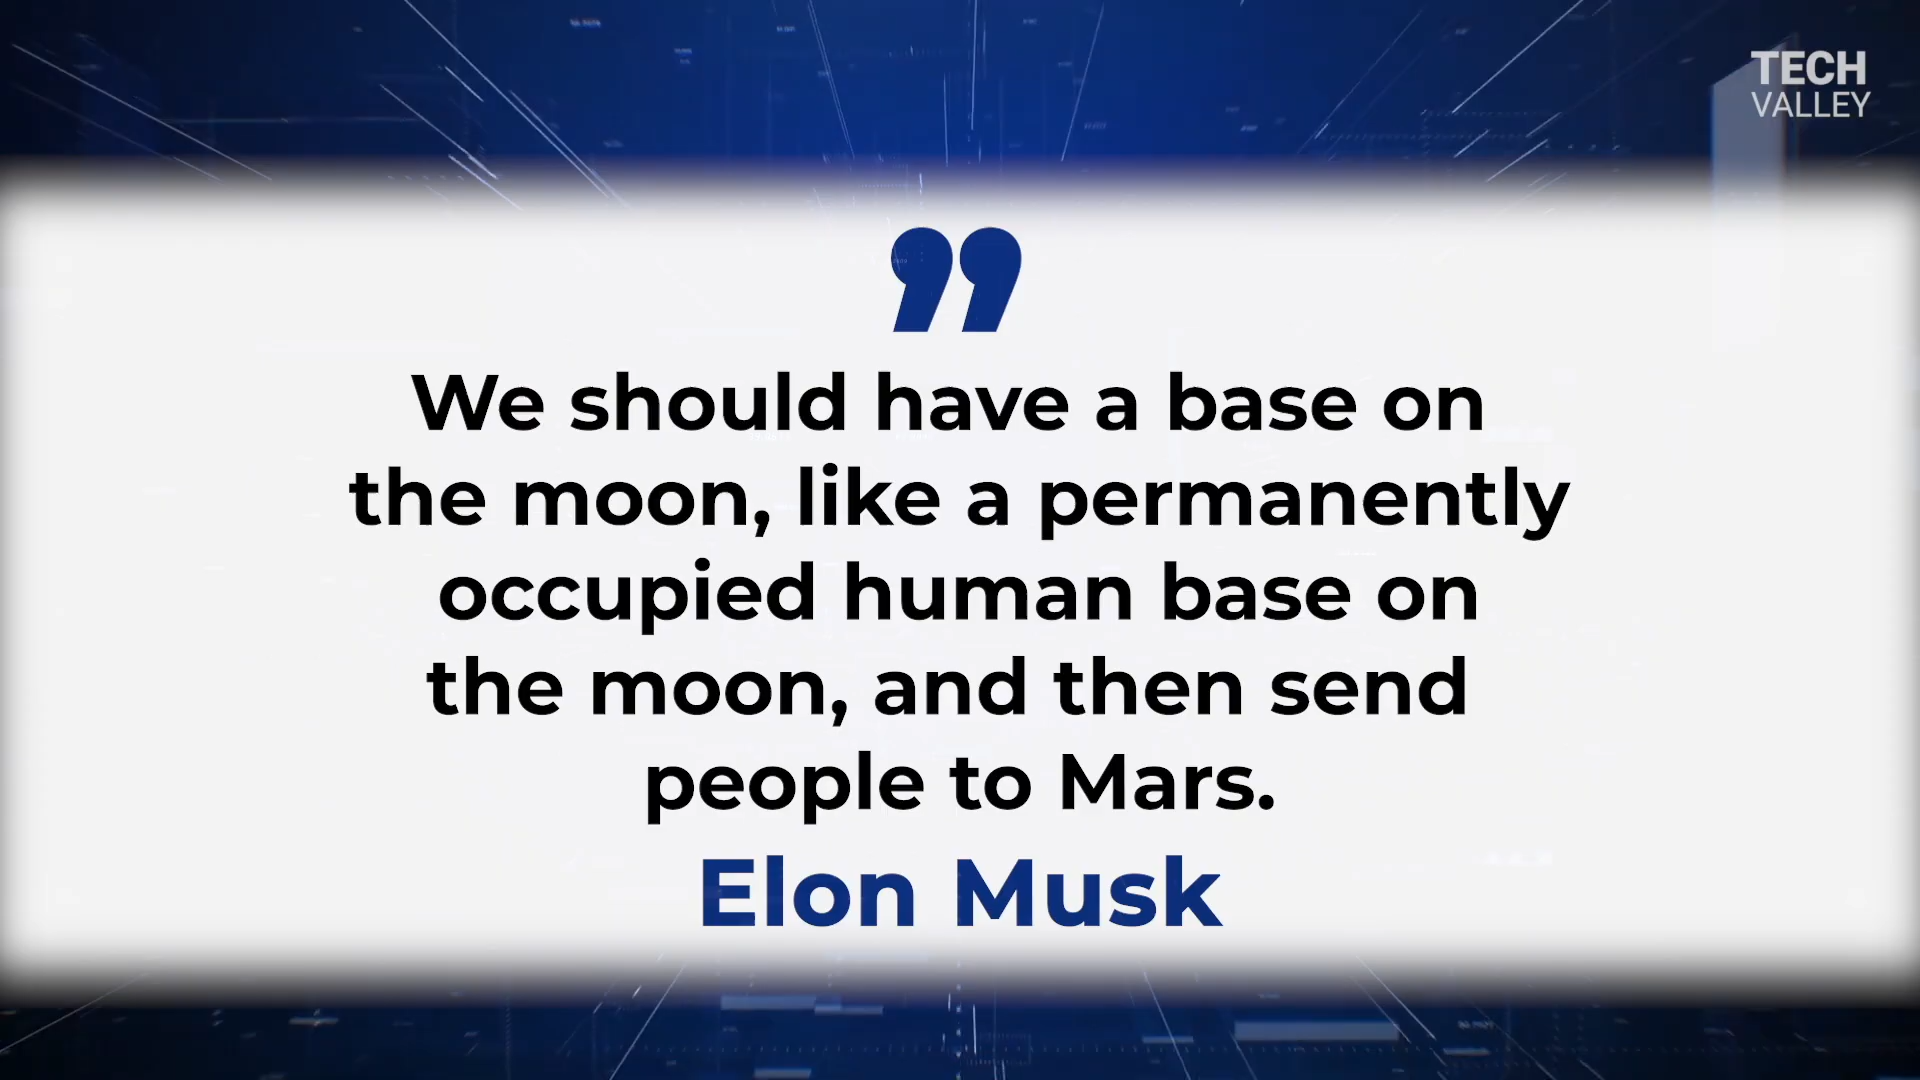 TECH
VALLEY
”
We should have a base on
the moon, like a permanently
occupied human base on
the moon, and then send
people to Mars.
Elon Musk